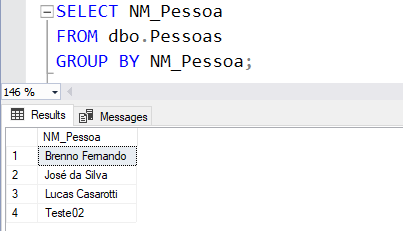 SELECT NM_Pessoa
FROM dbo.Pessoas
GROUP BY NM_Pessoa;
146 %
Results Messages
NM_Pessoa
1 Brenno Fernando
2 José da Silva
3 Lucas Casarotti
4 Teste02